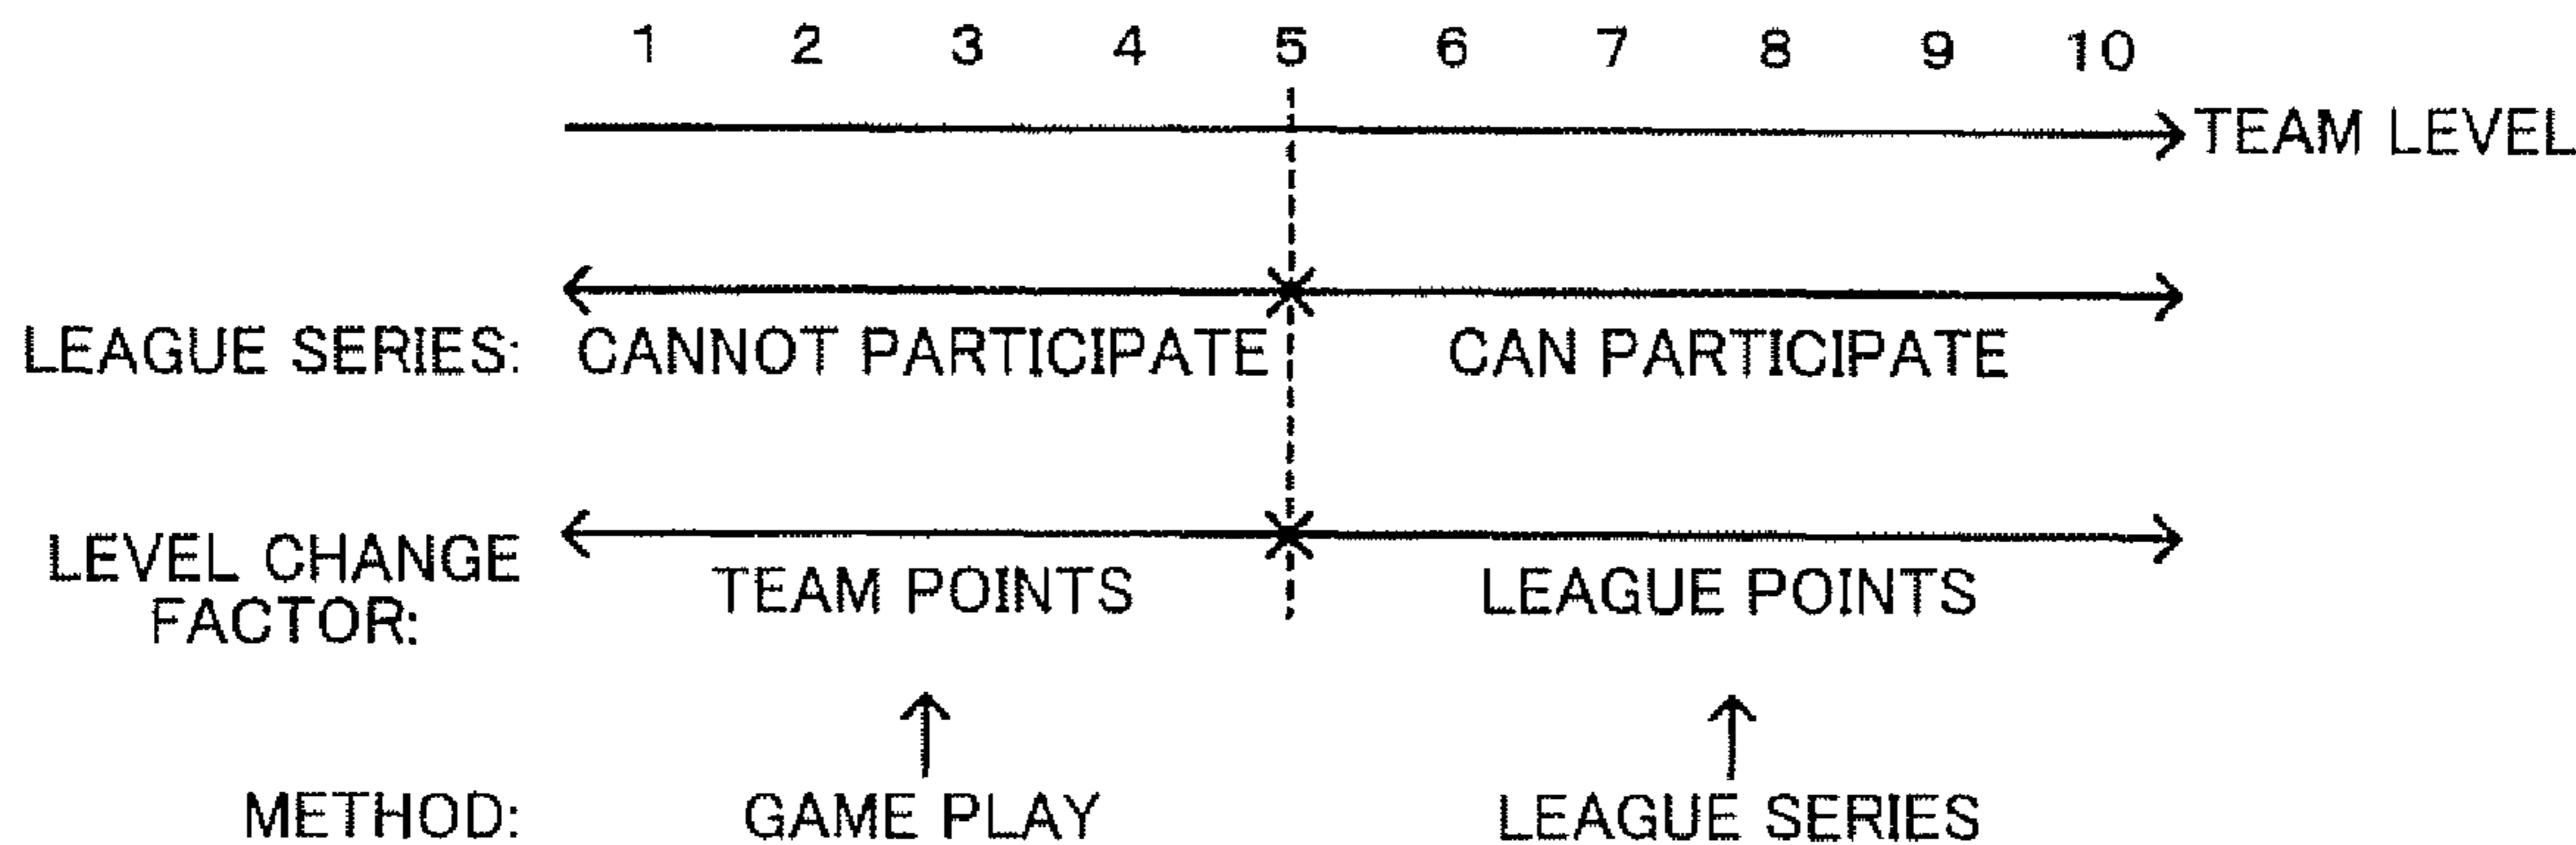 1 2 3 4 5 6 7 8 9 10
TEAM LEVEL
LEAGUE SERIES: CANNOT PARTICIPATE CAN PARTICIPATE
LEVEL CHANGE
FACTOR:
TEAM POINTS LEAGUE POINTS
METHOD: GAME PLAY LEAGUE SERIES